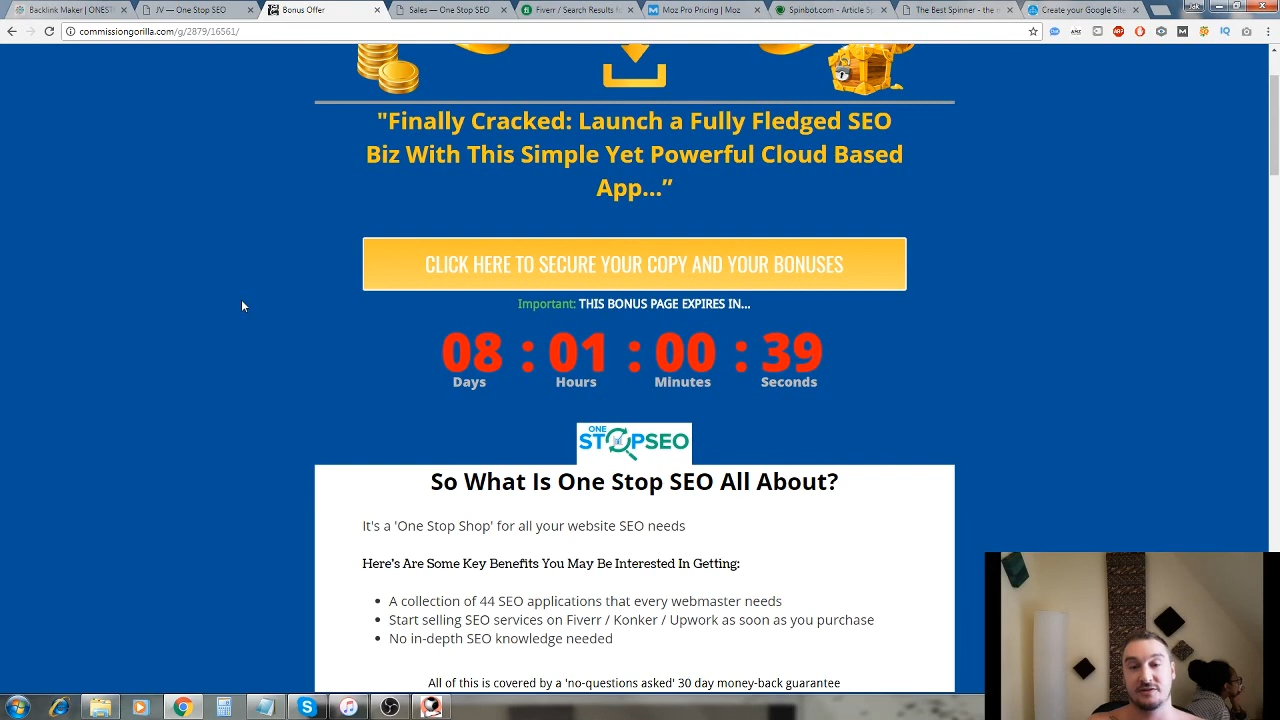 Backlink Maker | ONEST
JV — One Stop SEO
Bonus Offer
Sales — One Stop SEO
Fiverr / Search Results fo
Moz Pro Pricing | Moz
Spinbot.com - Article Sp
The Best Spinner - the #
Create your Google Site
Jak
commissiongorilla.com/g/2879/16561/
"Finally Cracked: Launch a Fully Fledged SEO
Biz With This Simple Yet Powerful Cloud Based
App...”
CLICK HERE TO SECURE YOUR COPY AND YOUR BONUSES
Important: THIS BONUS PAGE EXPIRES IN...
08 : 01 : 00 : 39
Days Hours Minutes Seconds
ONE
STOPSEO
So What Is One Stop SEO All About?
It's a 'One Stop Shop' for all your website SEO needs
Here's Are Some Key Benefits You May Be Interested In Getting:
A collection of 44 SEO applications that every webmaster needs
Start selling SEO services on Fiverr / Konker / Upwork as soon as you purchase
No in-depth SEO knowledge needed
All of this is covered by a 'no-questions asked' 30 day money-back guarantee